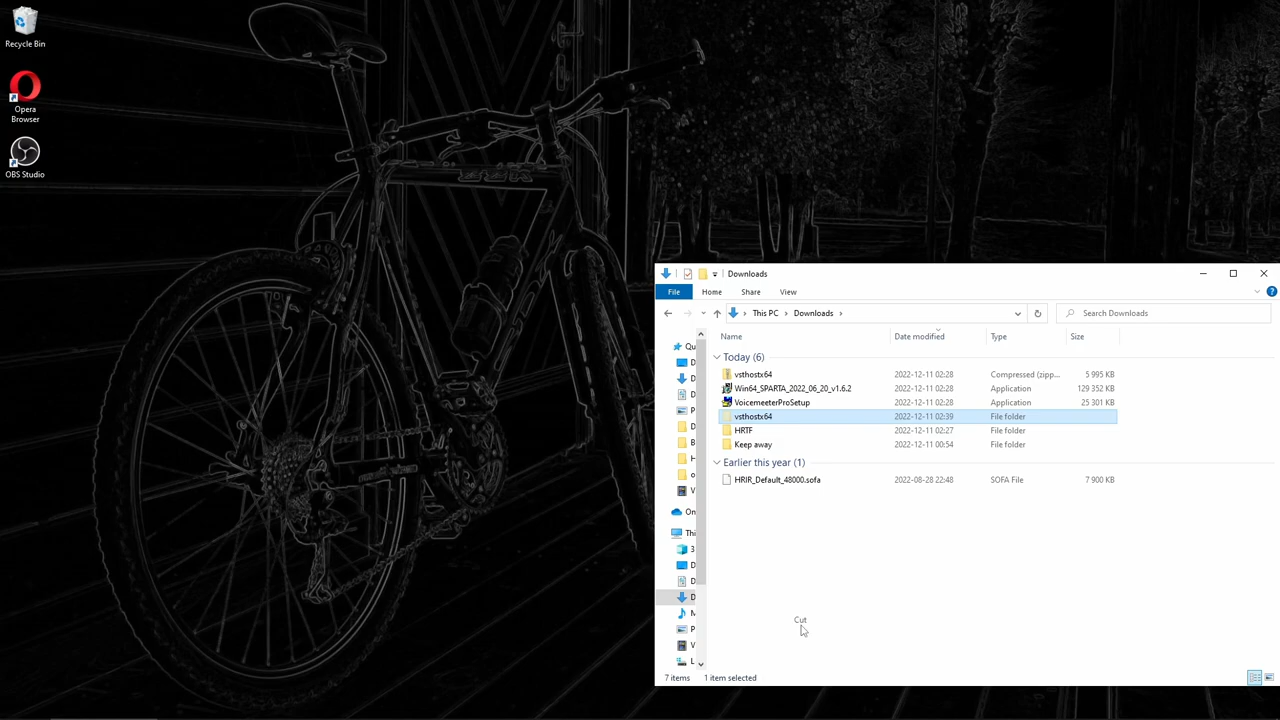 Recycle Bin
Opera
Browser
OBS Studio
Downloads
File
Home
Share
View
This PC
Downloads
Search Downloads
Name
Date modified
Type
Size
Today (6)
vsthostx64
2022-12-11 02:28
Compressed (zipp...
5 995 KB
Win64_SPARTA_2022_06_20_v1.6.2
2022-12-11 02:28
Application
129 352 KB
VoicemeeterProSetup
2022-12-11 02:28
Application
25 301 KB
vsthostx64
2022-12-11 02:39
File folder
HRTF
2022-12-11 02:27
File folder
Keep away
2022-12-11 00:54
File folder
Earlier this year (1)
HRIR_Default_48000.sofa
2022-08-28 22:48
SOFA File
7 900 KB
Qu
D
D
D
P
D
B
H
o
V
On
Thi
3
D
D
D
M
P
V
L
Cut
7 items
1 item selected